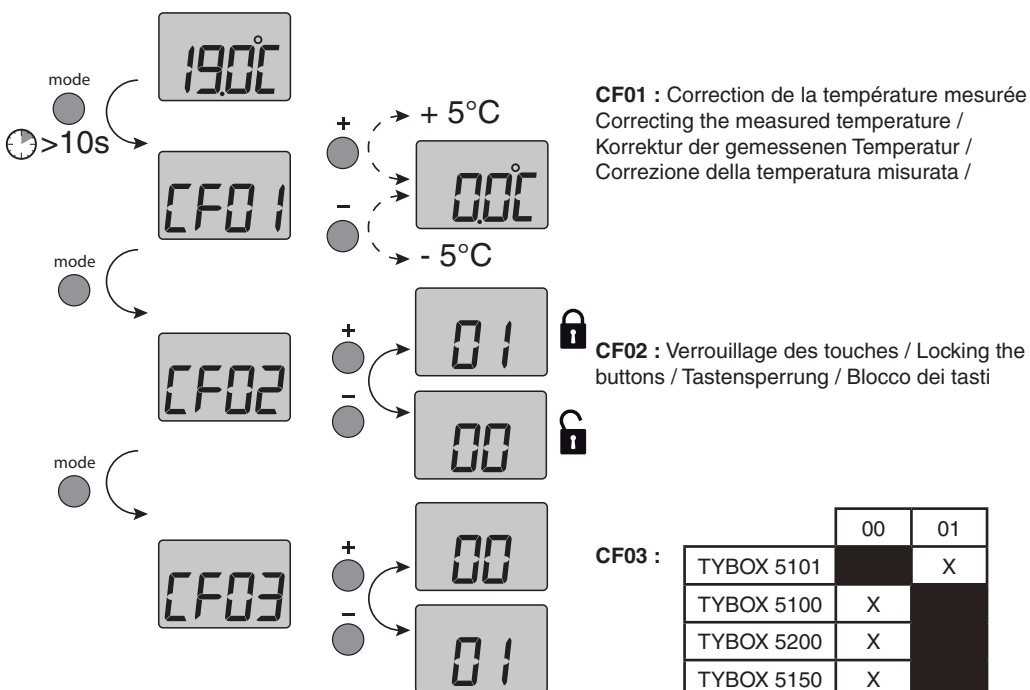 19.0°C
mode
>10s
CF01
+
+ 5°C
0.0°C
–
- 5°C
CF01 : Correction de la température mesurée
Correcting the measured temperature /
Korrektur der gemessenen Temperatur /
Correzione della temperatura misurata /
mode
CF02
+
01
–
00
CF02 : Verrouillage des touches / Locking the
buttons / Tastensperrung / Blocco dei tasti
mode
CF03
+
00
–
01
CF03 :
00 01
TYBOX 5101 X
TYBOX 5100 X
TYBOX 5200 X
TYBOX 5150 X